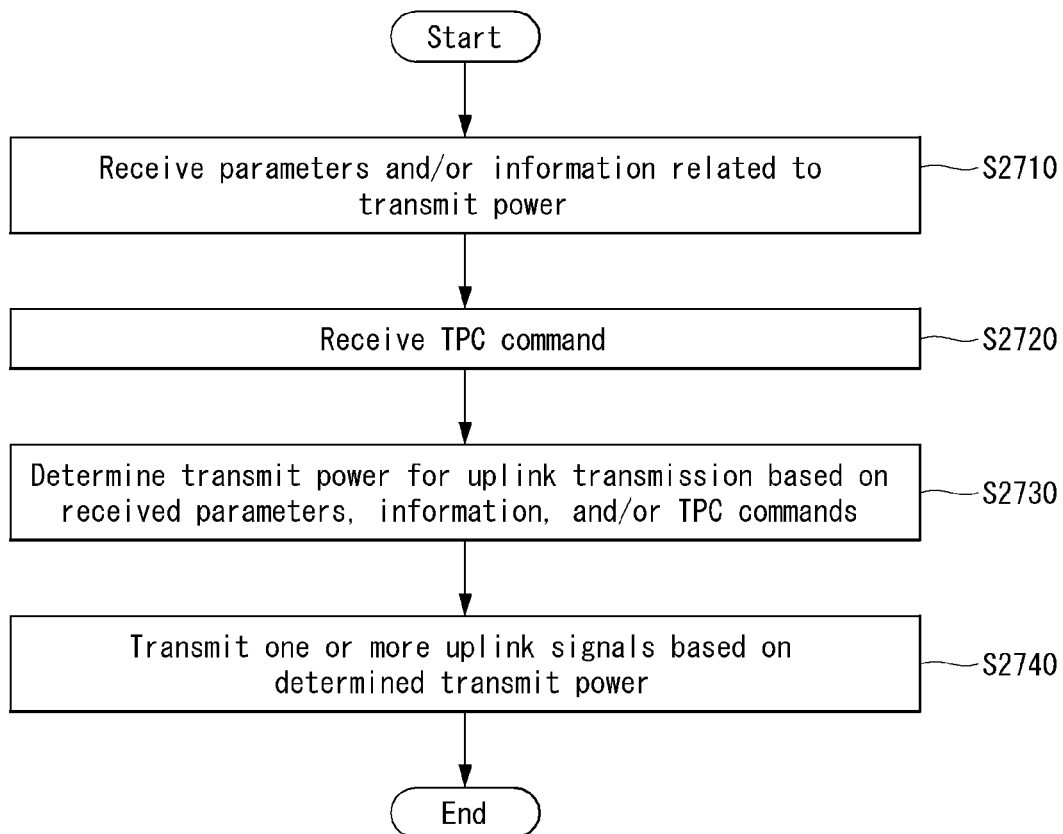 Start
Receive parameters and/or information related to
transmit power
S2710
Receive TPC command
S2720
Determine transmit power for uplink transmission based on
received parameters, information, and/or TPC commands
S2730
Transmit one or more uplink signals based on
determined transmit power
S2740
End